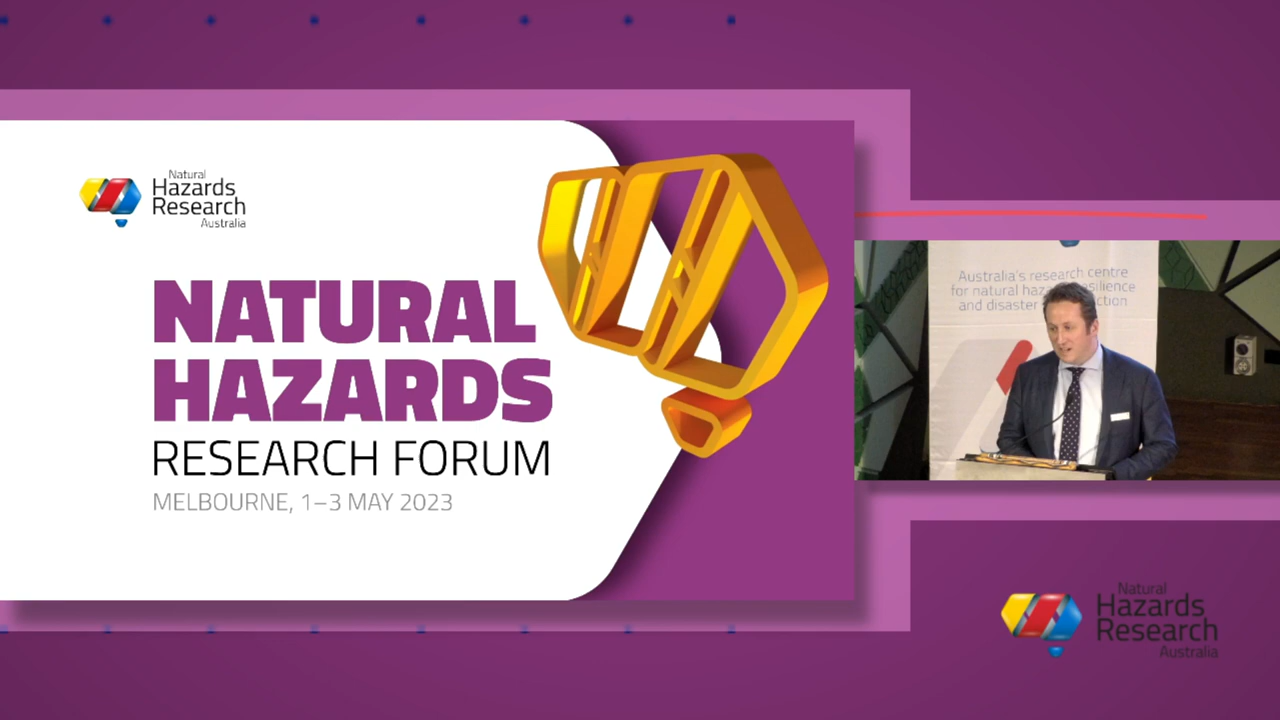 Natural
Hazards
Research
Australia
NATURAL
HAZARDS
RESEARCH FORUM
MELBOURNE, 1–3 MAY 2023
Australia's research centre
for natural
and disaster
Natural
Hazards
Research
Australia